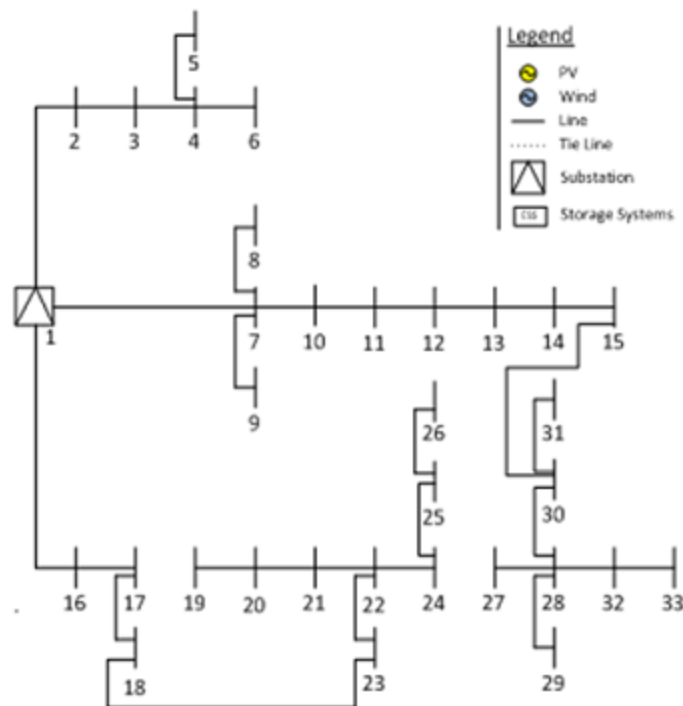 Legend
PV
Wind
Line
Tie Line
Substation
ESS Storage Systems
5
2 3 4 6
8
1 7 10 11 12 13 14 15
9
26 31
25 30
16 17 19 20 21 22 24 27 28 32 33
18 23 29